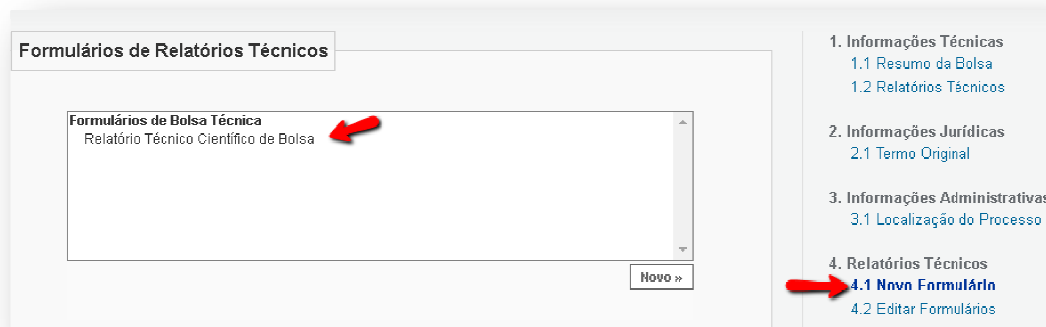 Formulários de Relatórios Técnicos
Formulários de Bolsa Técnica
Relatório Técnico Científico de Bolsa
Novo »
1. Informações Técnicas
1.1 Resumo da Bolsa
1.2 Relatórios Técnicos
2. Informações Jurídicas
2.1 Termo Original
3. Informações Administrativas
3.1 Localização do Processo
4. Relatórios Técnicos
4.1 Novo Formulário
4.2 Editar Formulários